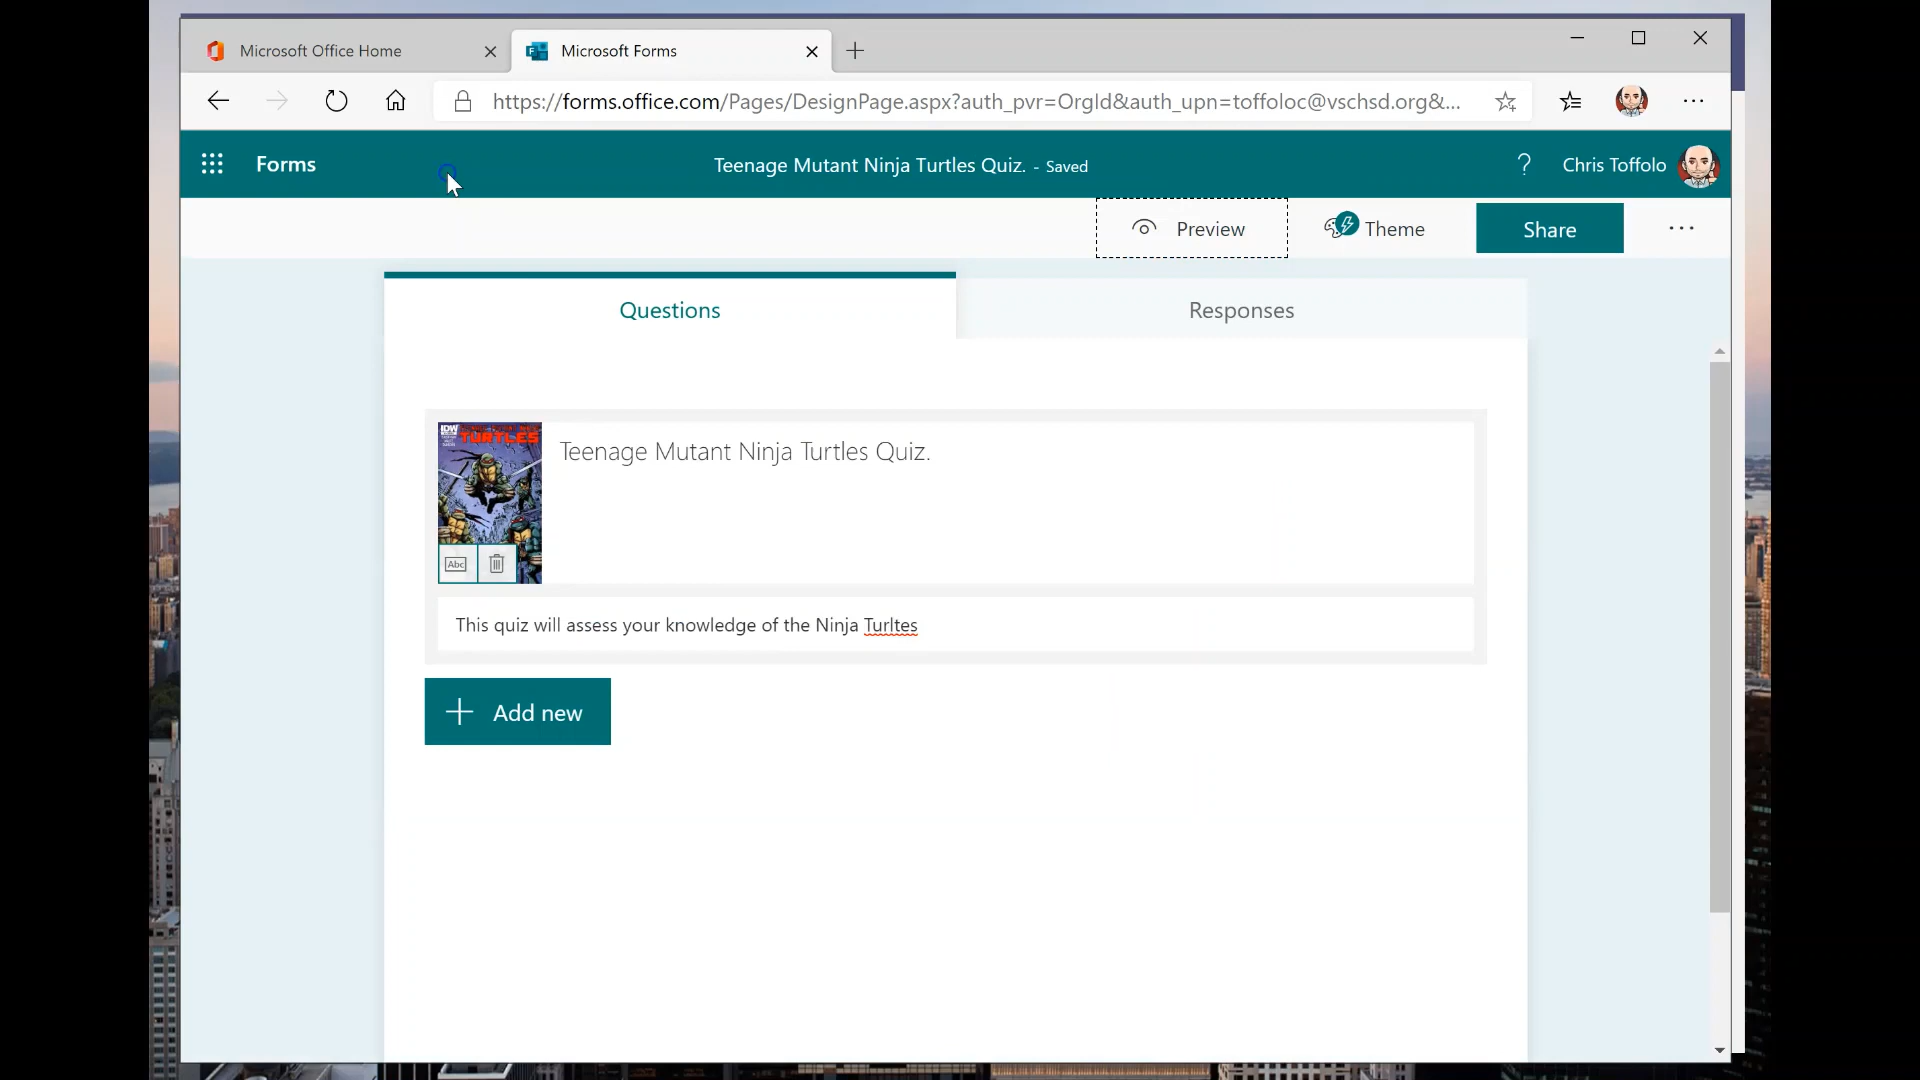 Microsoft Office Home
Microsoft Forms
https://forms.office.com/Pages/DesignPage.aspx?auth_pvr=OrgId&auth_upn=toffoloc@vschsd.org&...
Forms
Teenage Mutant Ninja Turtles Quiz. - Saved
? Chris Toffolo
Preview
Theme
Share
Questions
Responses
IDW
TURTLES
Teenage Mutant Ninja Turtles Quiz.
Abc
This quiz will assess your knowledge of the Ninja Turltes
Add new